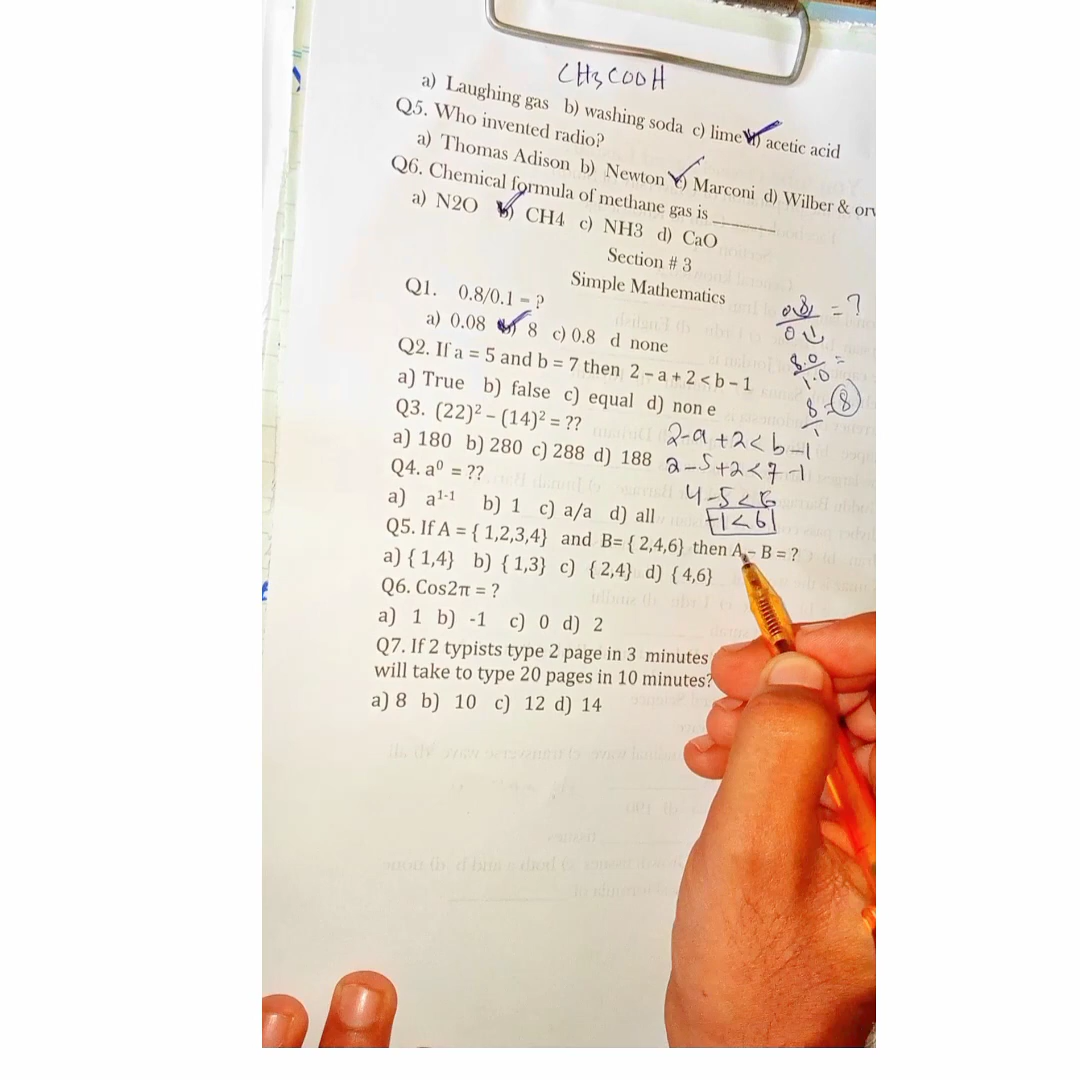 CH3COOH
a) Laughing gas b) washing soda c) lime d) acetic acid
Q5. Who invented radio?
a) Thomas Adison b) Newton c) Marconi d) Wilber & orv
Q6. Chemical formula of methane gas is ________
a) N2O b) CH4 c) NH3 d) CaO
Section # 3
Simple Mathematics
Q1. 0.8/0.1 = ?
a) 0.08 b) 8 c) 0.8 d none
0.8/0.1 = ?
8.0/1.0 =
8/1 = 8
Q2. If a = 5 and b = 7 then 2 – a + 2 < b – 1
a) True b) false c) equal d) non e
2-a+2<b-1
2-5+2<7-1
4-5<6
-1<6
Q3. (22)² – (14)² = ??
a) 180 b) 280 c) 288 d) 188
Q4. a⁰ = ??
a) a¹⁻¹ b) 1 c) a/a d) all
Q5. If A = { 1,2,3,4} and B= { 2,4,6} then A – B = ?
a) { 1,4} b) { 1,3} c) { 2,4} d) { 4,6}
Q6. Cos2π = ?
a) 1 b) -1 c) 0 d) 2
Q7. If 2 typists type 2 page in 3 minutes
will take to type 20 pages in 10 minutes?
a) 8 b) 10 c) 12 d) 14